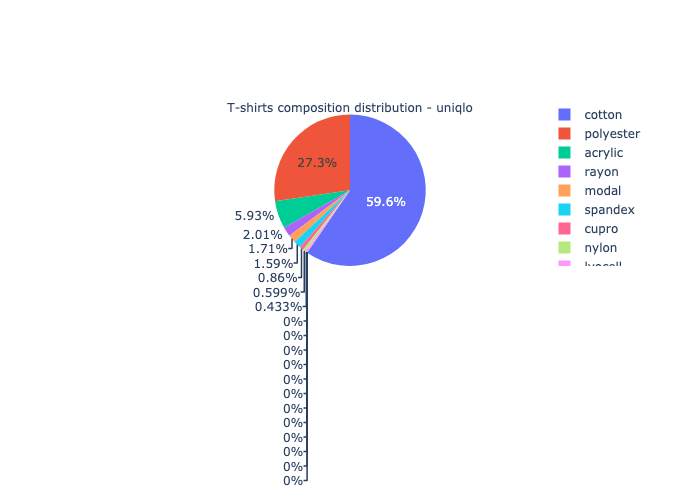 T-shirts composition distribution - uniqlo
cotton
polyester
acrylic
rayon
modal
spandex
cupro
nylon
lyocell
27.3%
59.6%
5.93%
2.01%
1.71%
1.59%
0.86%
0.599%
0.433%
0%
0%
0%
0%
0%
0%
0%
0%
0%
0%
0%
0%